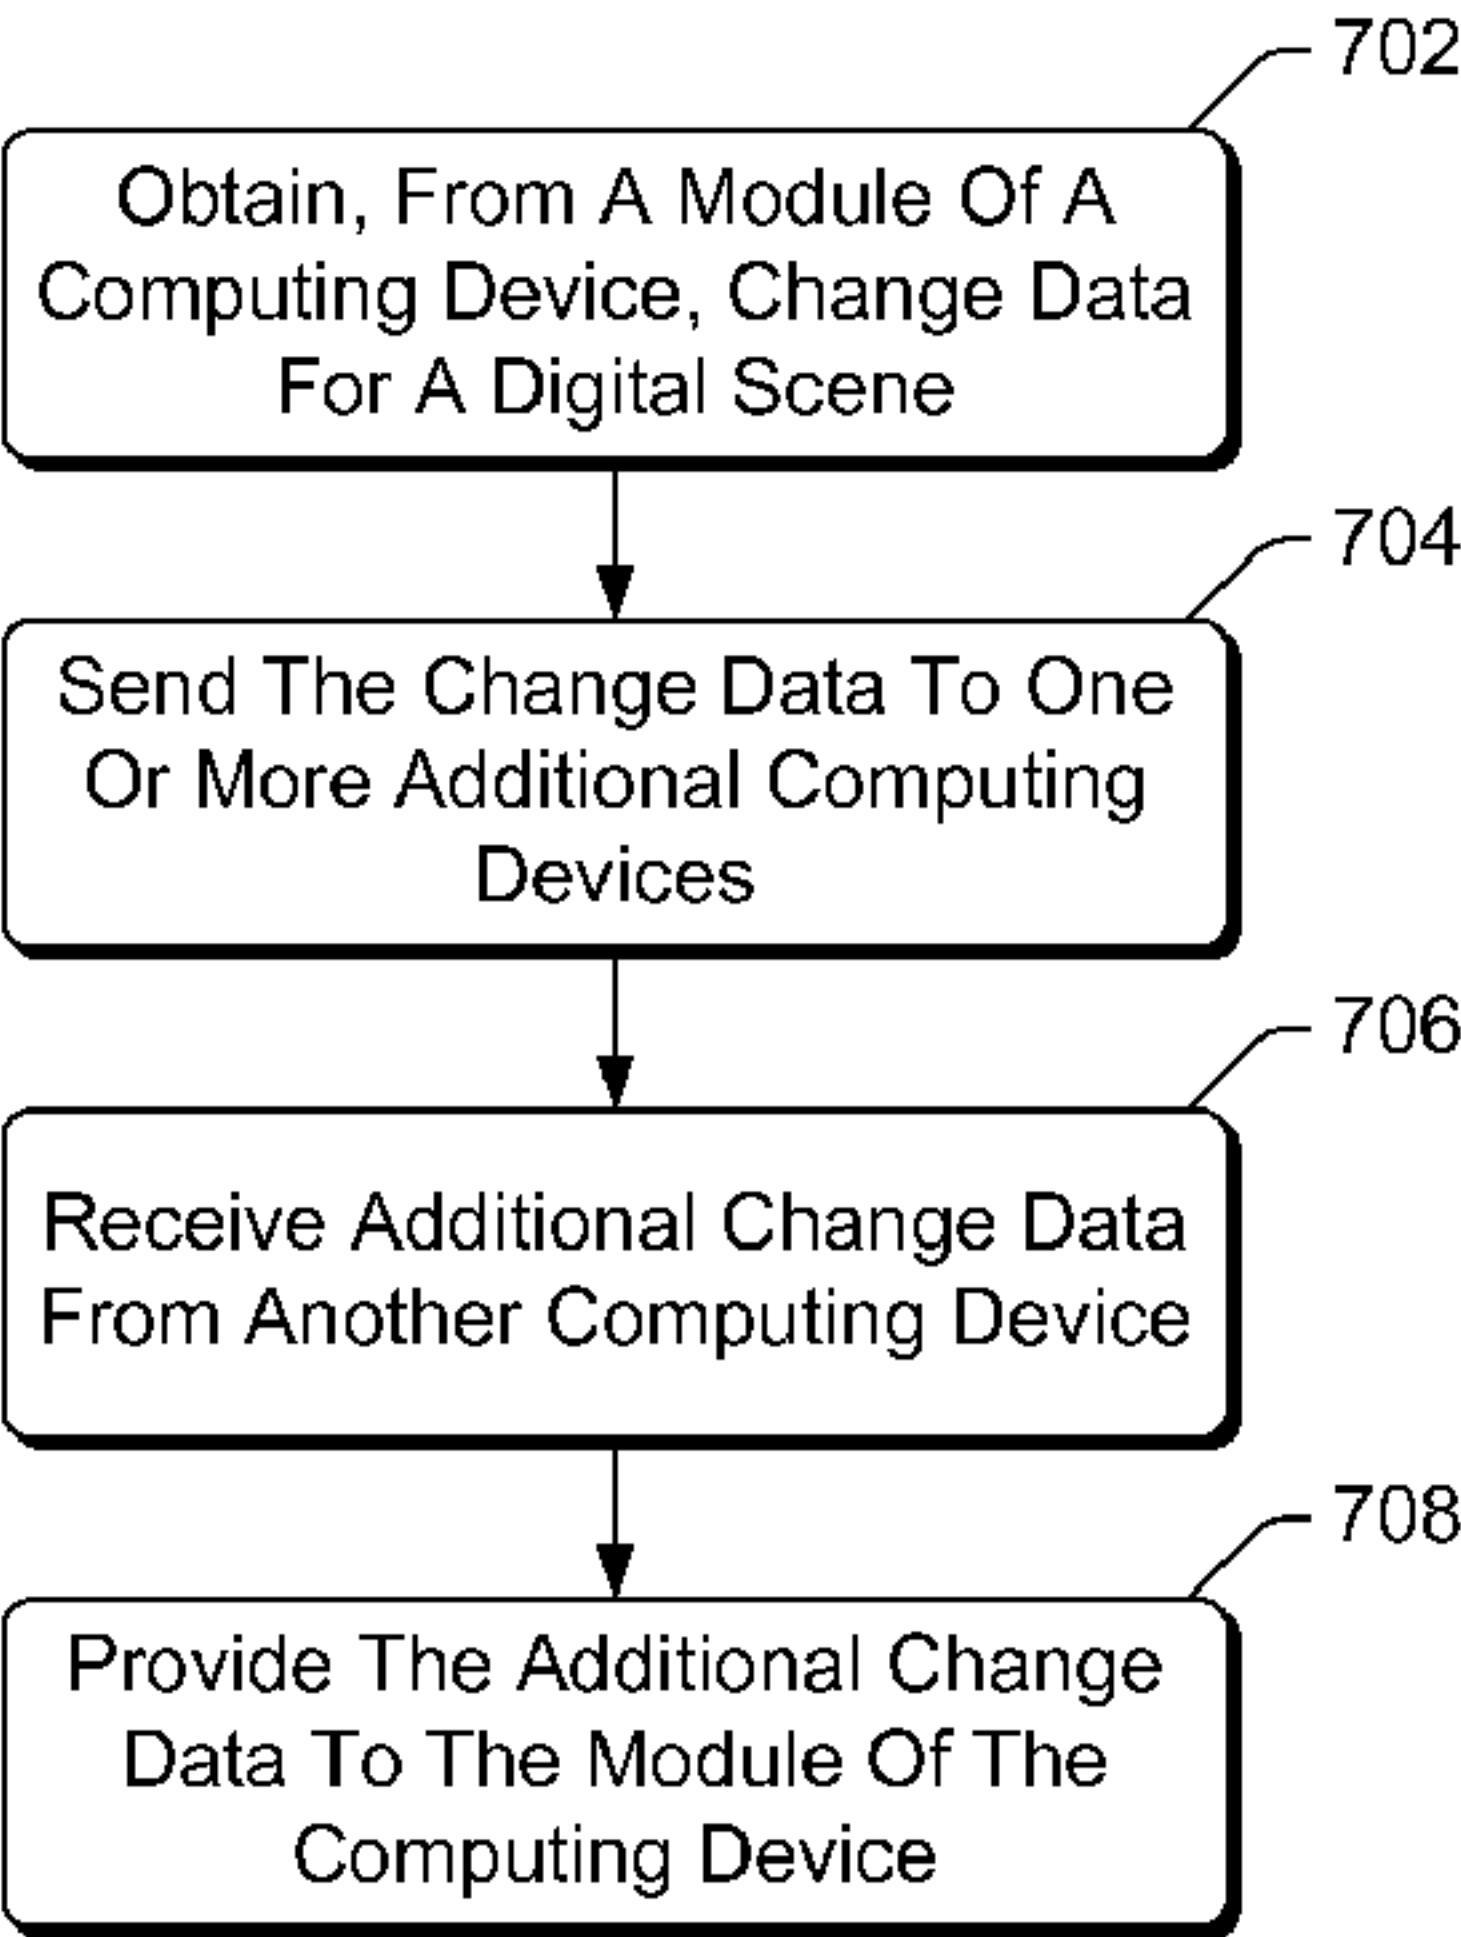 702
Obtain, From A Module Of A
Computing Device, Change Data
For A Digital Scene
704
Send The Change Data To One
Or More Additional Computing
Devices
706
Receive Additional Change Data
From Another Computing Device
708
Provide The Additional Change
Data To The Module Of The
Computing Device